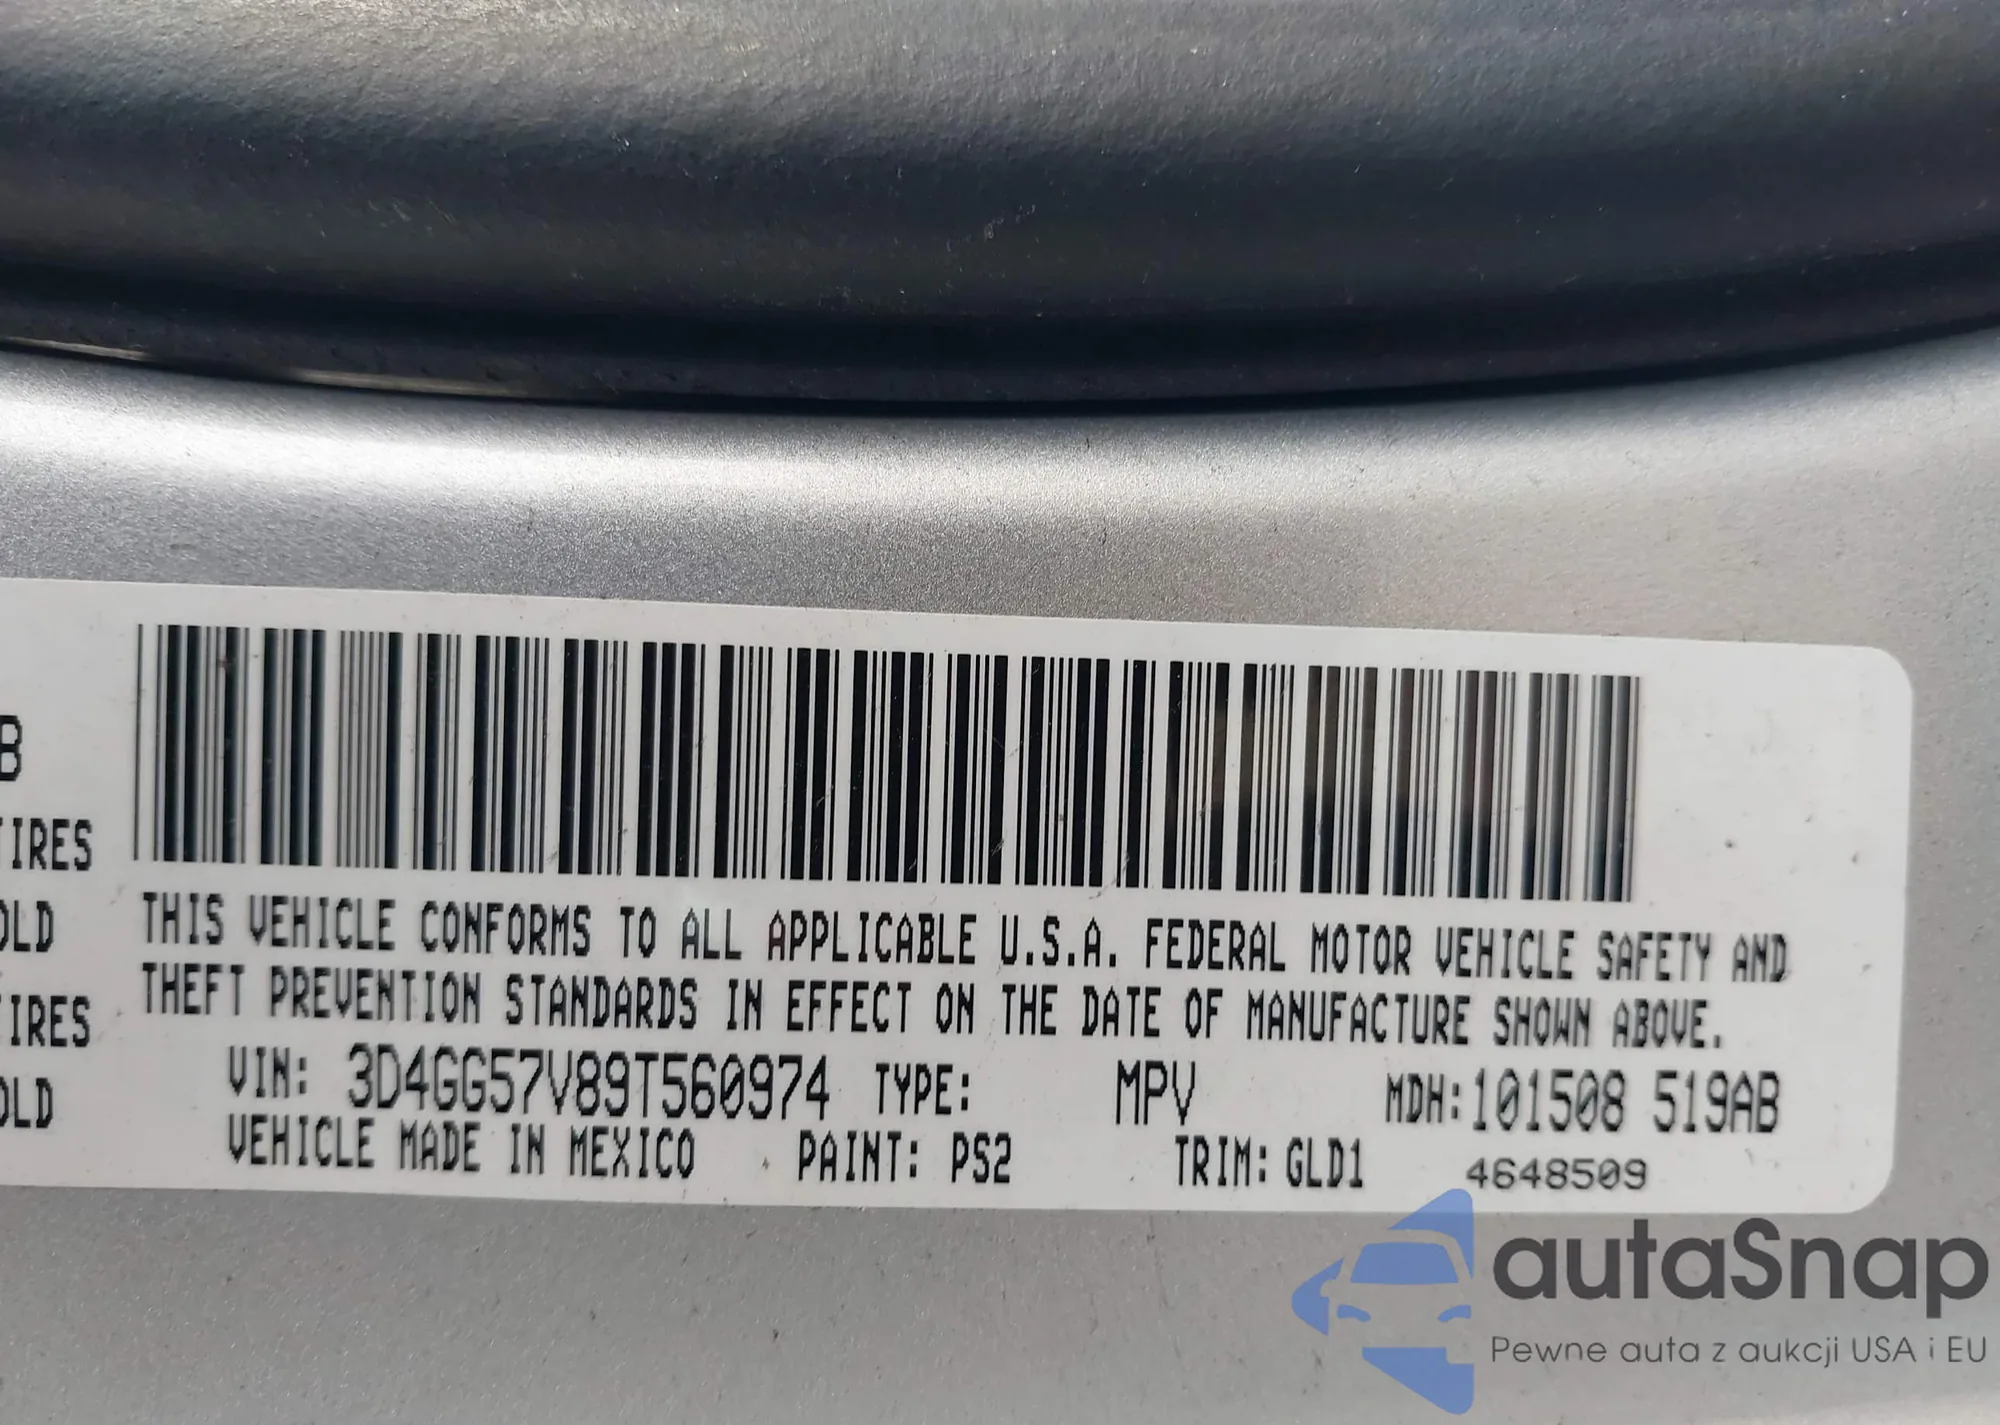 B
TIRES
OLD
TIRES
OLD
THIS VEHICLE CONFORMS TO ALL APPLICABLE U.S.A. FEDERAL MOTOR VEHICLE SAFETY AND
THEFT PREVENTION STANDARDS IN EFFECT ON THE DATE OF MANUFACTURE SHOWN ABOVE.
VIN: 3D4GG57V89T560974 TYPE: MPV MDH:101508 519AB
VEHICLE MADE IN MEXICO PAINT: PS2 TRIM: GLD1 4648509
autaSnap
Pewne auta z aukcji USA i EU